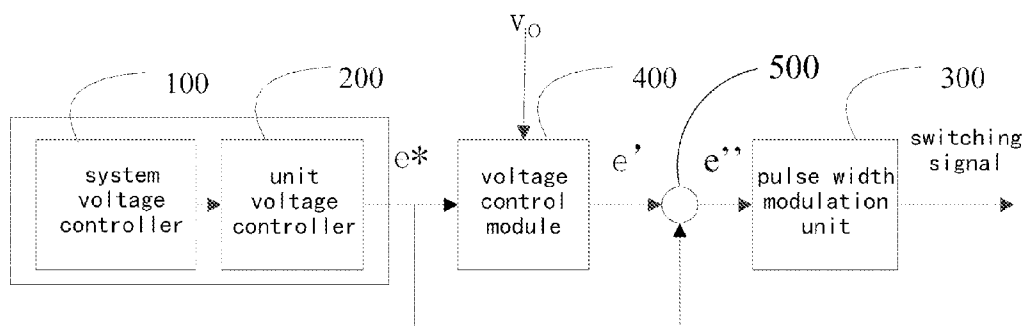 V_O
100
200
400
500
300
system
voltage
controller
unit
voltage
controller
e*
voltage
control
module
e'
e''
pulse width
modulation
unit
switching
signal